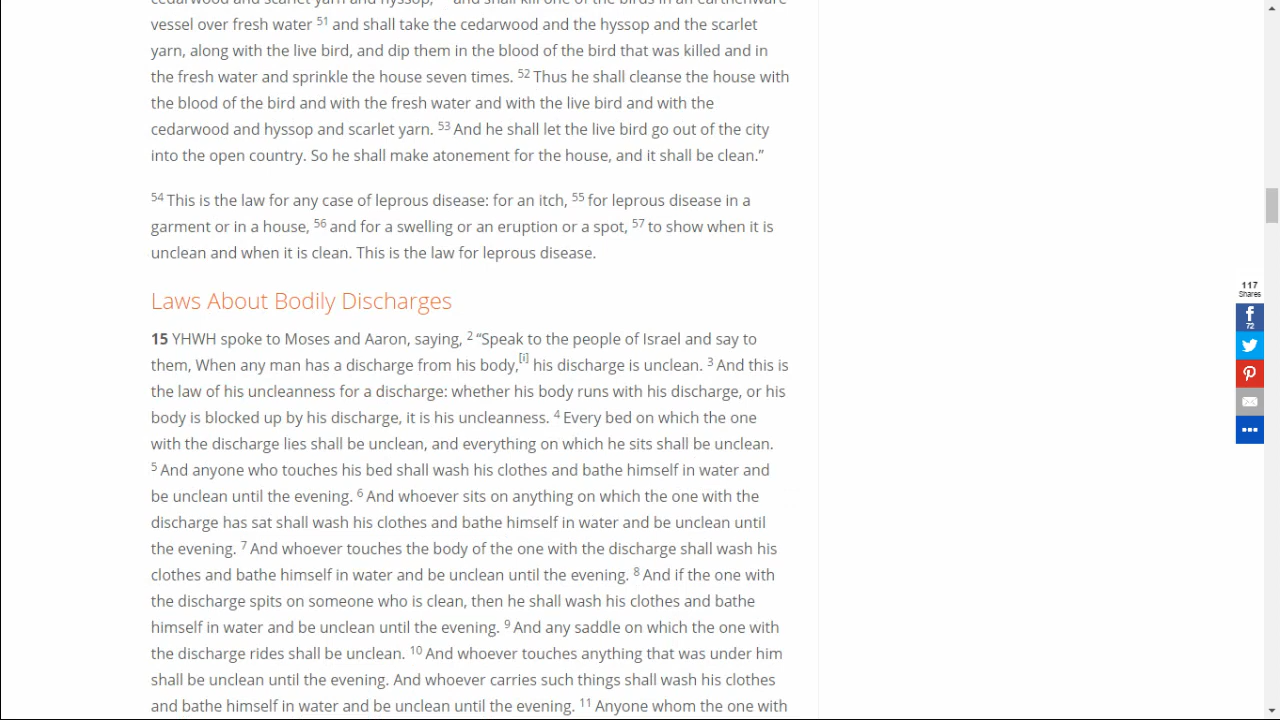 cedarwood and scarlet yarn and hyssop, and shall kill one of the birds in an earthenware
vessel over fresh water 51 and shall take the cedarwood and the hyssop and the scarlet
yarn, along with the live bird, and dip them in the blood of the bird that was killed and in
the fresh water and sprinkle the house seven times. 52 Thus he shall cleanse the house with
the blood of the bird and with the fresh water and with the live bird and with the
cedarwood and hyssop and scarlet yarn. 53 And he shall let the live bird go out of the city
into the open country. So he shall make atonement for the house, and it shall be clean.”
54 This is the law for any case of leprous disease: for an itch, 55 for leprous disease in a
garment or in a house, 56 and for a swelling or an eruption or a spot, 57 to show when it is
unclean and when it is clean. This is the law for leprous disease.
Laws About Bodily Discharges
15 YHWH spoke to Moses and Aaron, saying, 2 “Speak to the people of Israel and say to
them, When any man has a discharge from his body,[i] his discharge is unclean. 3 And this is
the law of his uncleanness for a discharge: whether his body runs with his discharge, or his
body is blocked up by his discharge, it is his uncleanness. 4 Every bed on which the one
with the discharge lies shall be unclean, and everything on which he sits shall be unclean.
5 And anyone who touches his bed shall wash his clothes and bathe himself in water and
be unclean until the evening. 6 And whoever sits on anything on which the one with the
discharge has sat shall wash his clothes and bathe himself in water and be unclean until
the evening. 7 And whoever touches the body of the one with the discharge shall wash his
clothes and bathe himself in water and be unclean until the evening. 8 And if the one with
the discharge spits on someone who is clean, then he shall wash his clothes and bathe
himself in water and be unclean until the evening. 9 And any saddle on which the one with
the discharge rides shall be unclean. 10 And whoever touches anything that was under him
shall be unclean until the evening. And whoever carries such things shall wash his clothes
and bathe himself in water and be unclean until the evening. 11 Anyone whom the one with
117
Shares
72